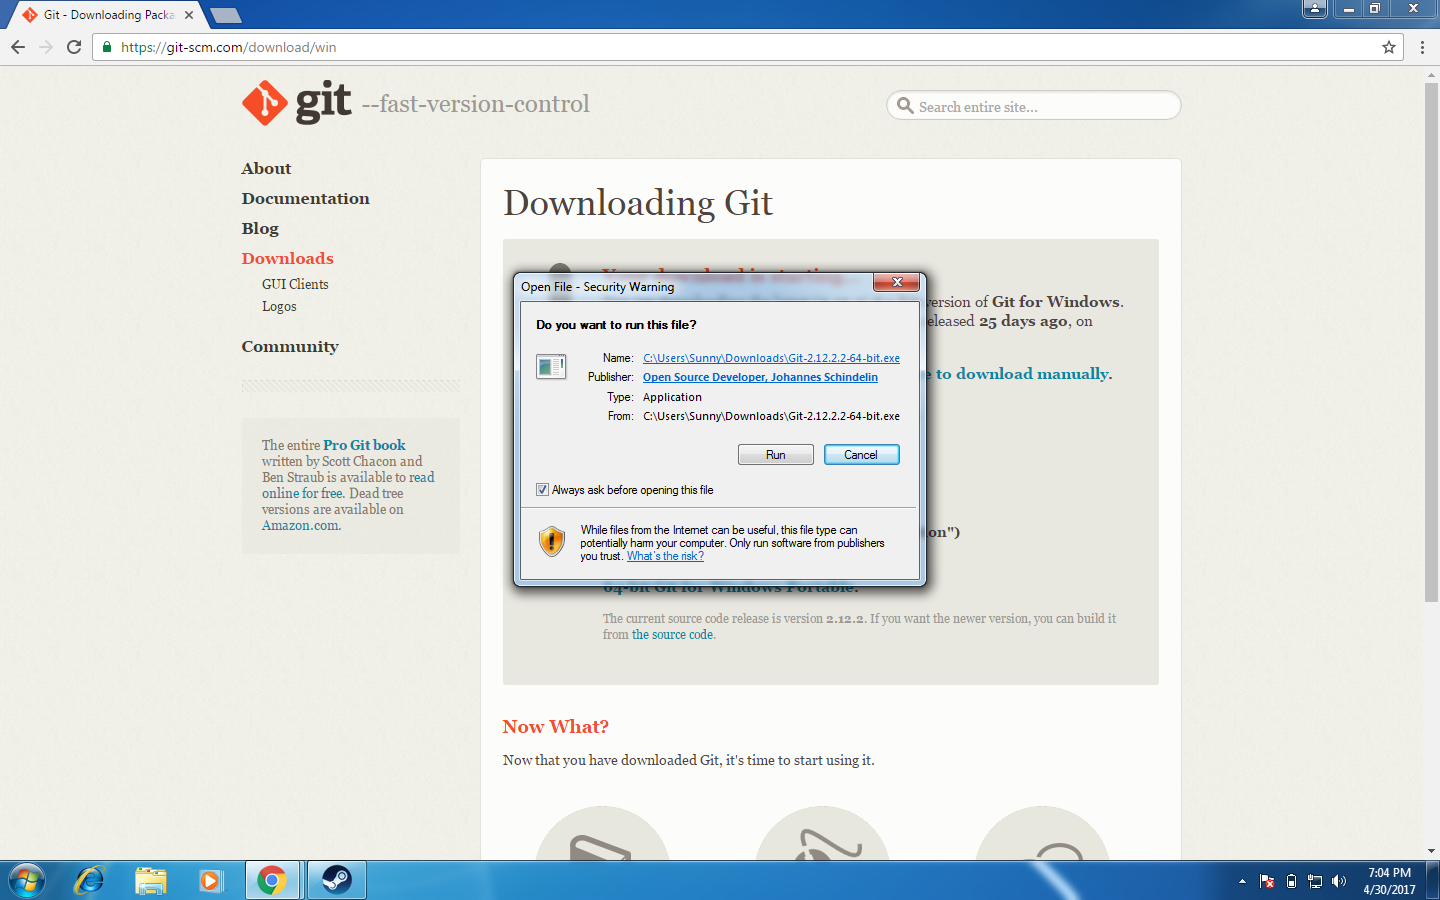 Git - Downloading Packa
https://git-scm.com/download/win
git --fast-version-control
Search entire site...
About
Documentation
Blog
Downloads
GUI Clients
Logos
Community
The entire Pro Git book
written by Scott Chacon and
Ben Straub is available to read
online for free. Dead tree
versions are available on
Amazon.com.
Downloading Git
Your download is starting...
version of Git for Windows.
eleased 25 days ago, on
e to download manually.
Open File - Security Warning
Do you want to run this file?
Name: C:\Users\Sunny\Downloads\Git-2.12.2.2-64-bit.exe
Publisher: Open Source Developer, Johannes Schindelin
Type: Application
From: C:\Users\Sunny\Downloads\Git-2.12.2.2-64-bit.exe
Run
Cancel
Always ask before opening this file
While files from the Internet can be useful, this file type can
potentially harm your computer. Only run software from publishers
you trust. What's the risk?
on")
64-bit Git for Windows Portable.
The current source code release is version 2.12.2. If you want the newer version, you can build it
from the source code.
Now What?
Now that you have downloaded Git, it's time to start using it.
7:04 PM
4/30/2017